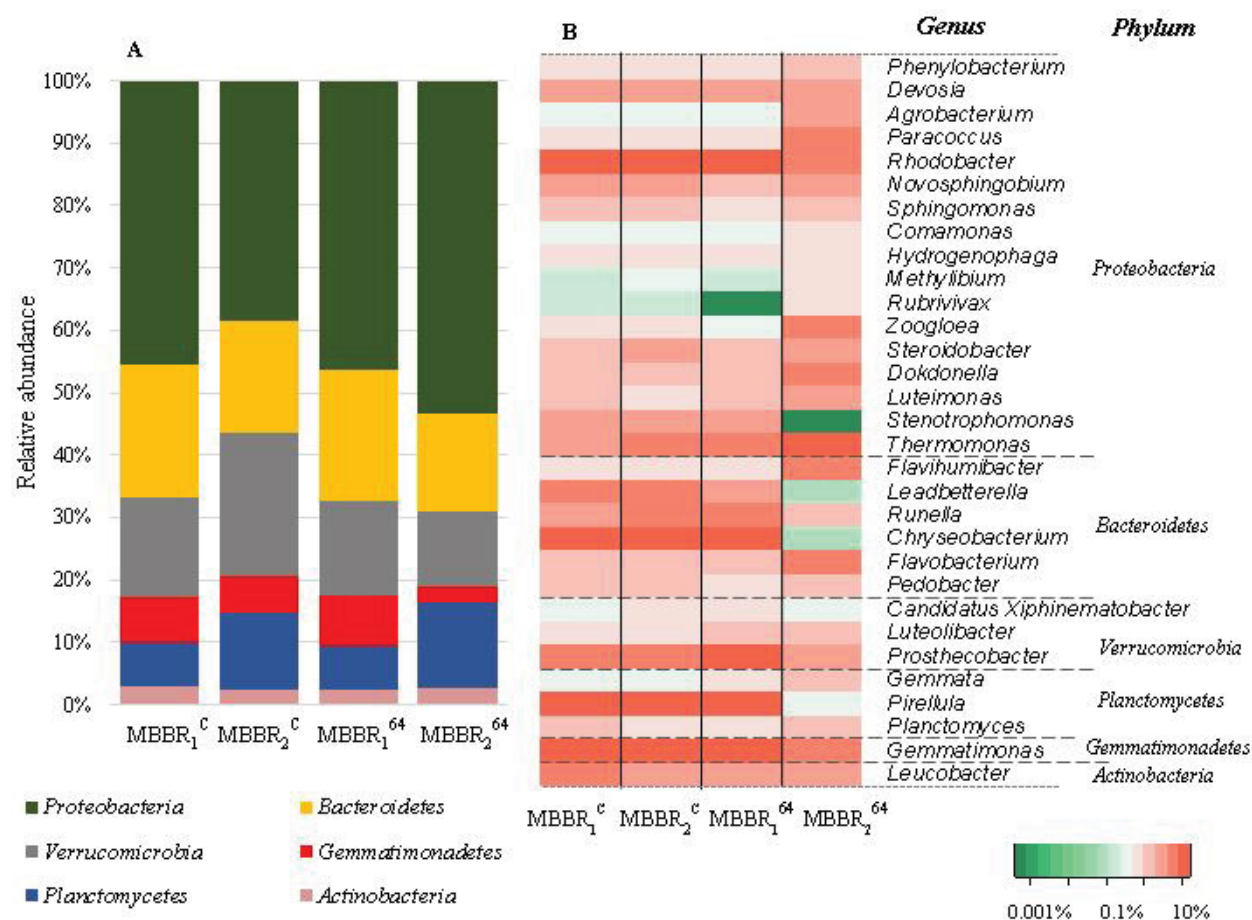 A
B
Genus
Phylum
Relative abundance
100%
90%
80%
70%
60%
50%
40%
30%
20%
10%
0%
MBBR₁ᶜ MBBR₂ᶜ MBBR₁⁶⁴ MBBR₂⁶⁴
Proteobacteria
Bacteroidetes
Verrucomicrobia
Gemmatimonadetes
Planctomycetes
Actinobacteria
Phenylobacterium
Devosia
Agrobacterium
Paracoccus
Rhodobacter
Novosphingobium
Sphingomonas
Comamonas
Hydrogenophaga
Methylibium
Rubrivivax
Zoogloea
Steroidobacter
Dokdonella
Luteimonas
Stenotrophomonas
Thermomonas
Flavihumibacter
Leadbetterella
Runella
Chryseobacterium
Flavobacterium
Pedobacter
Candidatus Xiphinematobacter
Luteolibacter
Prosthecobacter
Gemmata
Pirellula
Planctomyces
Gemmatimonas
Leucobacter
Proteobacteria
Bacteroidetes
Verrucomicrobia
Planctomycetes
Gemmatimonadetes
Actinobacteria
MBBR₁ᶜ MBBR₂ᶜ MBBR₁⁶⁴ MBBR₂⁶⁴
0.001% 0.1% 10%